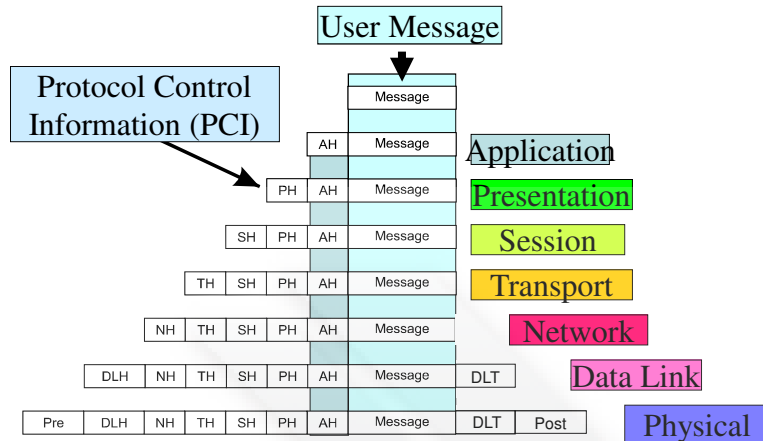 User Message
Protocol Control
Information (PCI)
Message
AH Message Application
PH AH Message Presentation
SH PH AH Message Session
TH SH PH AH Message Transport
NH TH SH PH AH Message Network
DLH NH TH SH PH AH Message DLT Data Link
Pre DLH NH TH SH PH AH Message DLT Post Physical